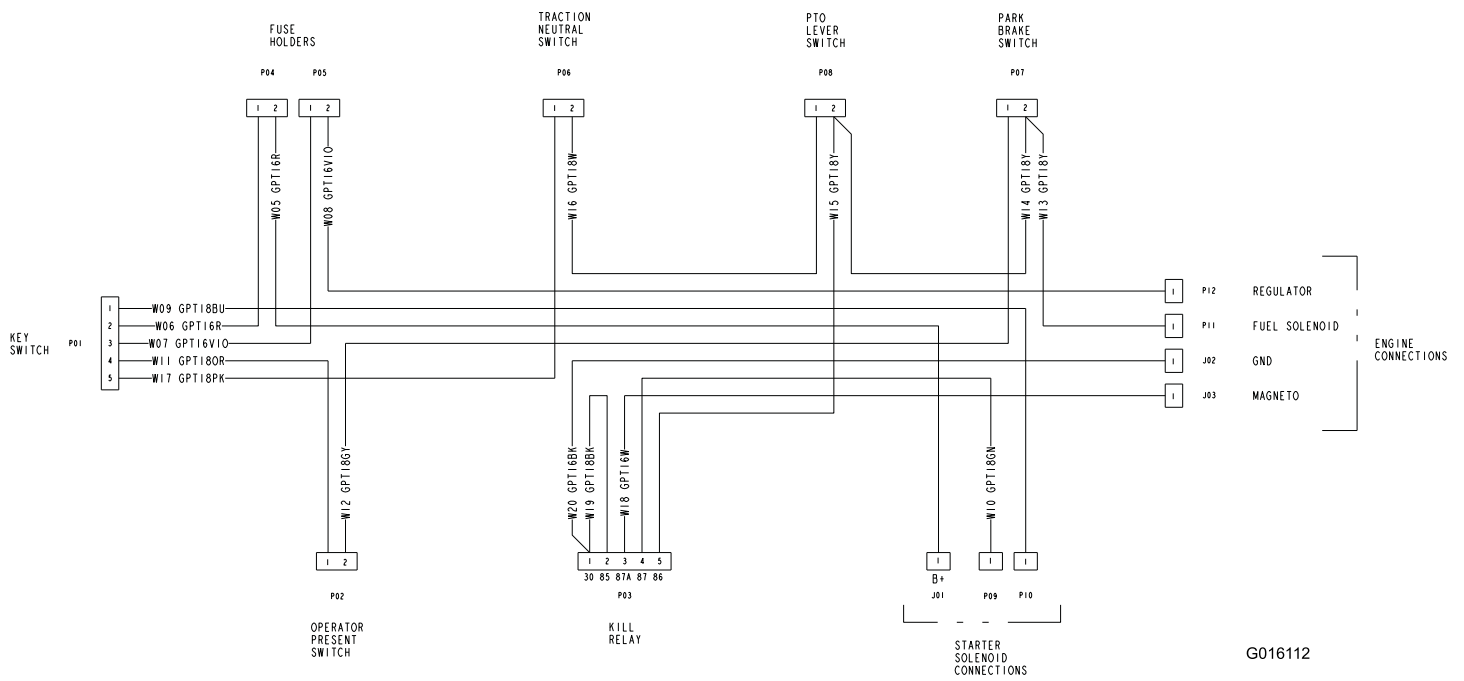 FUSE
HOLDERS
TRACTION
NEUTRAL
SWITCH
PTO
LEVER
SWITCH
PARK
BRAKE
SWITCH
P04
P05
P06
P08
P07
1 2
1 2
1 2
1 2
1 2
W05 GPT16R
W08 GPT16VIO
W16 GPT18W
W15 GPT18Y
W14 GPT18Y
W13 GPT18Y
KEY
SWITCH
P01
1
2
3
4
5
W09 GPT18BU
W06 GPT16R
W07 GPT16VIO
W11 GPT18OR
W17 GPT18PK
1 P12 REGULATOR
1 P11 FUEL SOLENOID
1 J02 GND
1 J03 MAGNETO
ENGINE
CONNECTIONS
W12 GPT18GY
W20 GPT16BK
W19 GPT18BK
W18 GPT16W
W10 GPT18GN
1 2
P02
OPERATOR
PRESENT
SWITCH
1 2 3 4 5
30 85 87A 87 86
P03
KILL
RELAY
1
1
1
B+
J01
P09
P10
STARTER
SOLENOID
CONNECTIONS
G016112